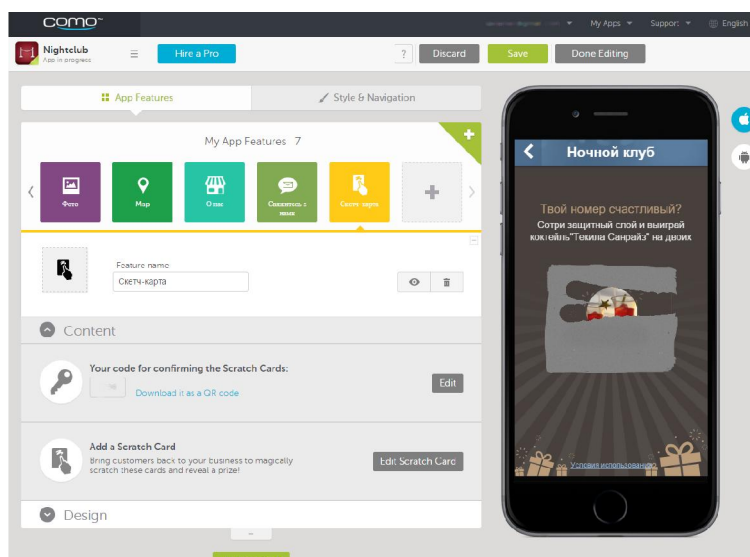 como
My Apps
Support
English
Nightclub
App in progress
Hire a Pro
?
Discard
Save
Done Editing
App Features
Style & Navigation
My App Features 7
Фото
Map
О нас
Свяжитесь с нами
Скетч-карта
Feature name
Скетч-карта
Content
Your code for confirming the Scratch Cards:
Download it as a QR code
Edit
Add a Scratch Card
Bring customers back to your business to magically
scratch these cards and reveal a prize!
Edit Scratch Card
Design
Ночной клуб
Твой номер счастливый?
Сотри защитный слой и выиграй
коктейль"Текила Санрайз" на двоих
Условия использования